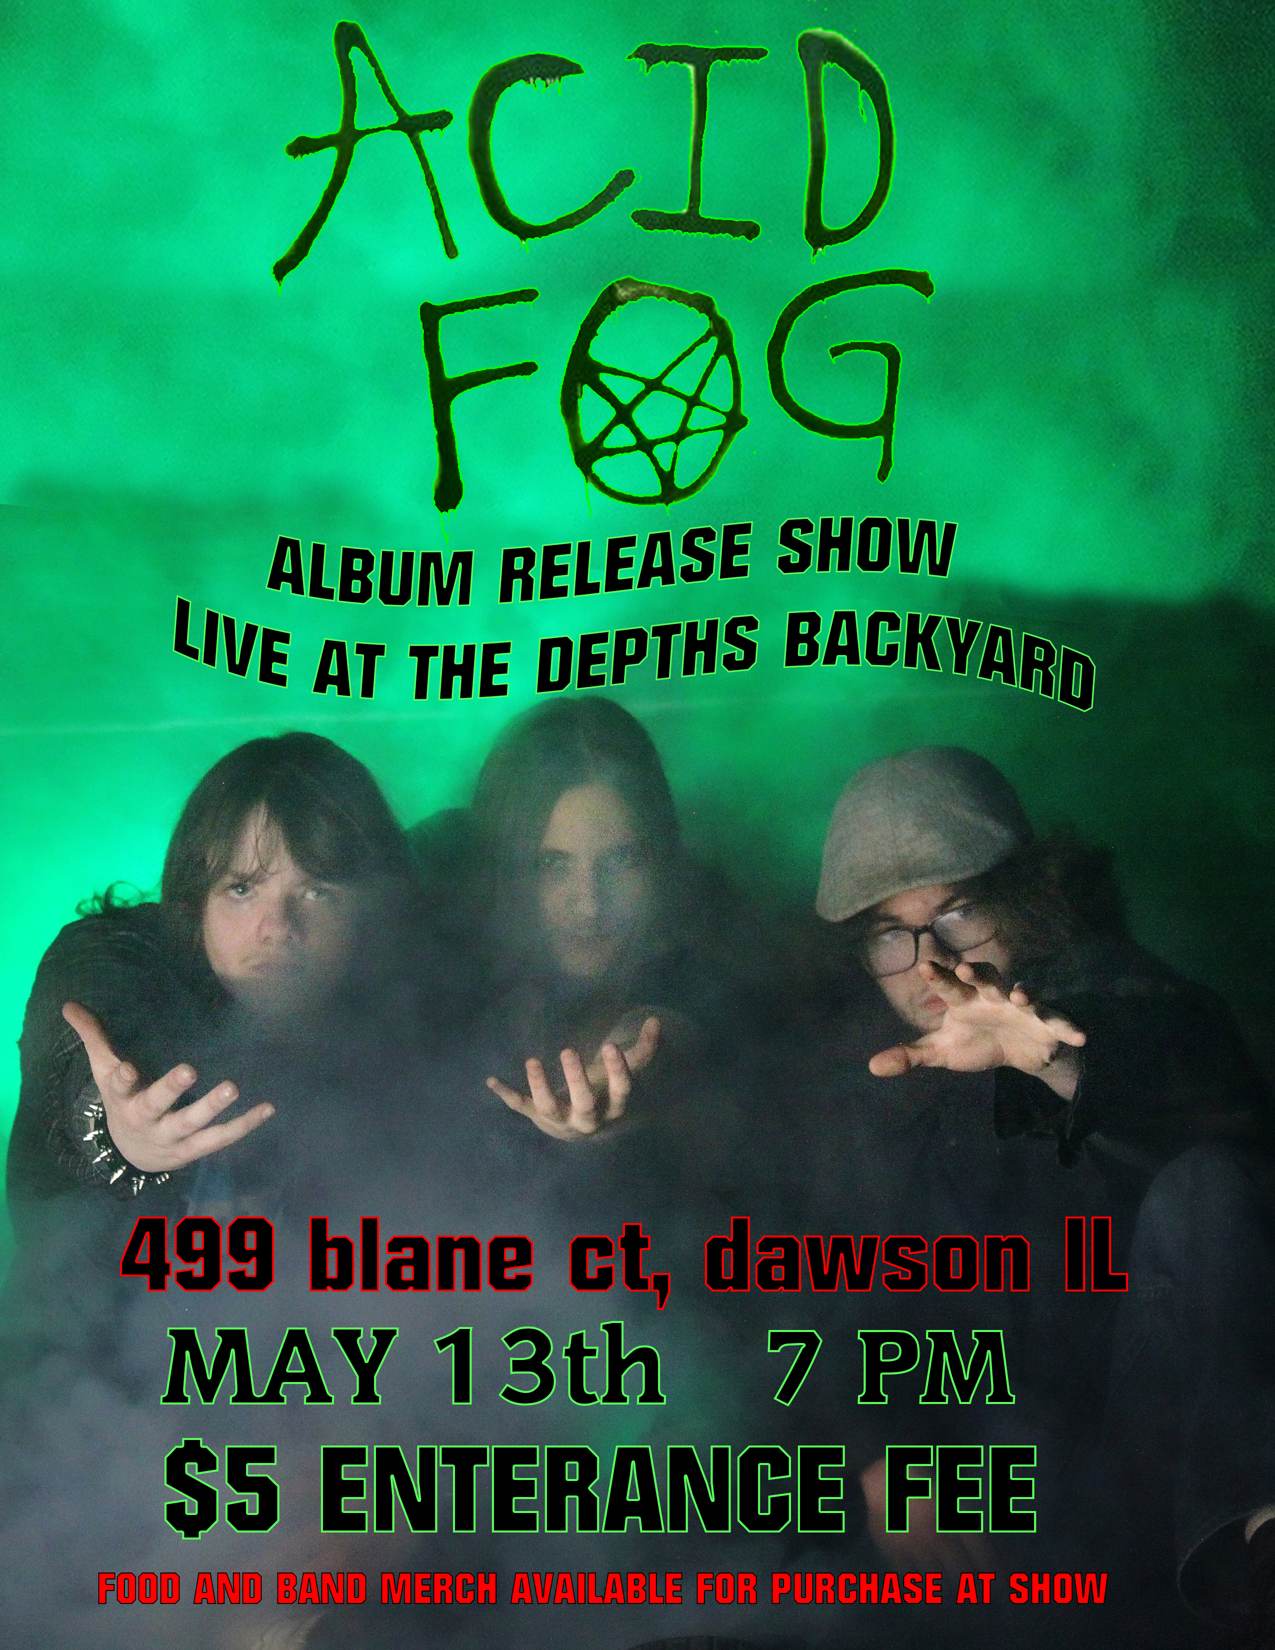 ACID
FOG
ALBUM RELEASE SHOW
LIVE AT THE DEPTHS BACKYARD
499 blane ct, dawson IL
MAY 13th 7 PM
$5 ENTERANCE FEE
FOOD AND BAND MERCH AVAILABLE FOR PURCHASE AT SHOW